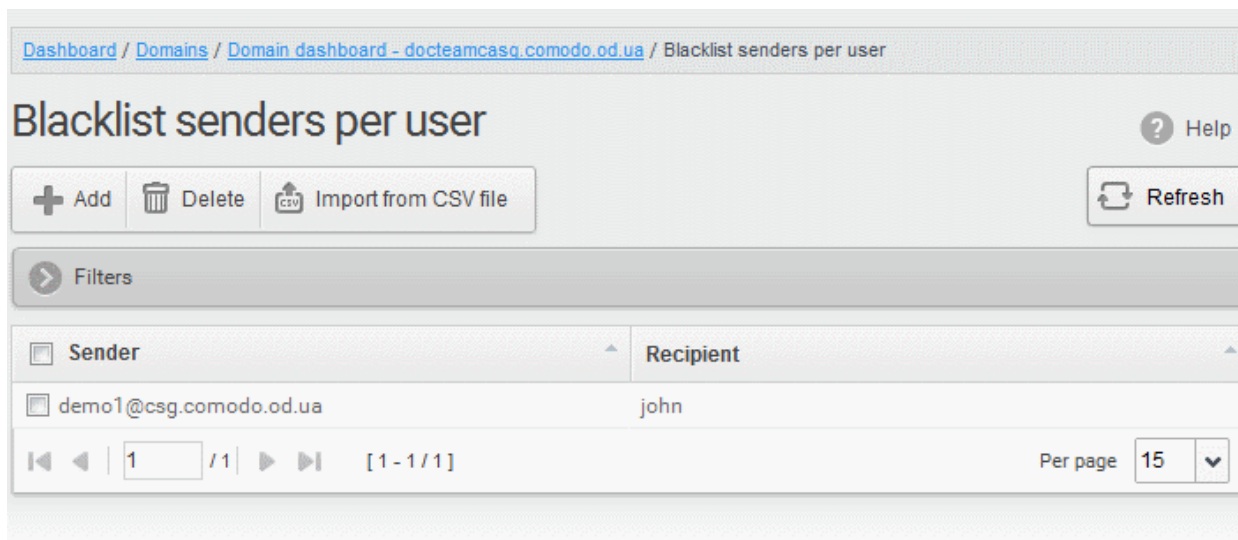 Dashboard / Domains / Domain dashboard - docteamcasg.comodo.od.ua / Blacklist senders per user
Blacklist senders per user
Help
Add Delete Import from CSV file
Refresh
Filters
Sender Recipient
demo1@csg.comodo.od.ua john
1 / 1 [ 1 - 1 / 1 ] Per page 15